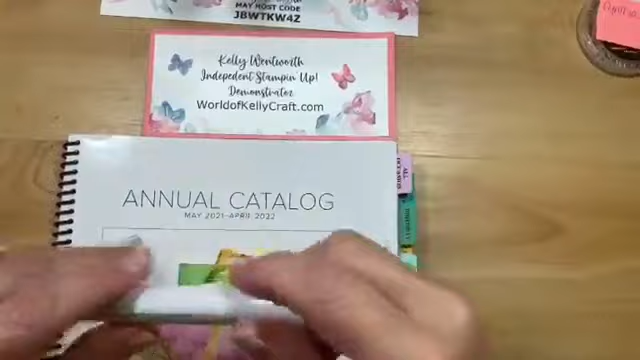 MAY HOST CODE
JBWTKW4Z
Kelly Wentworth
Indepedent Stampin Up!
Demonstrator
WorldofKellyCraft.com
ANNUAL CATALOG
MAY 2021–APRIL 2022